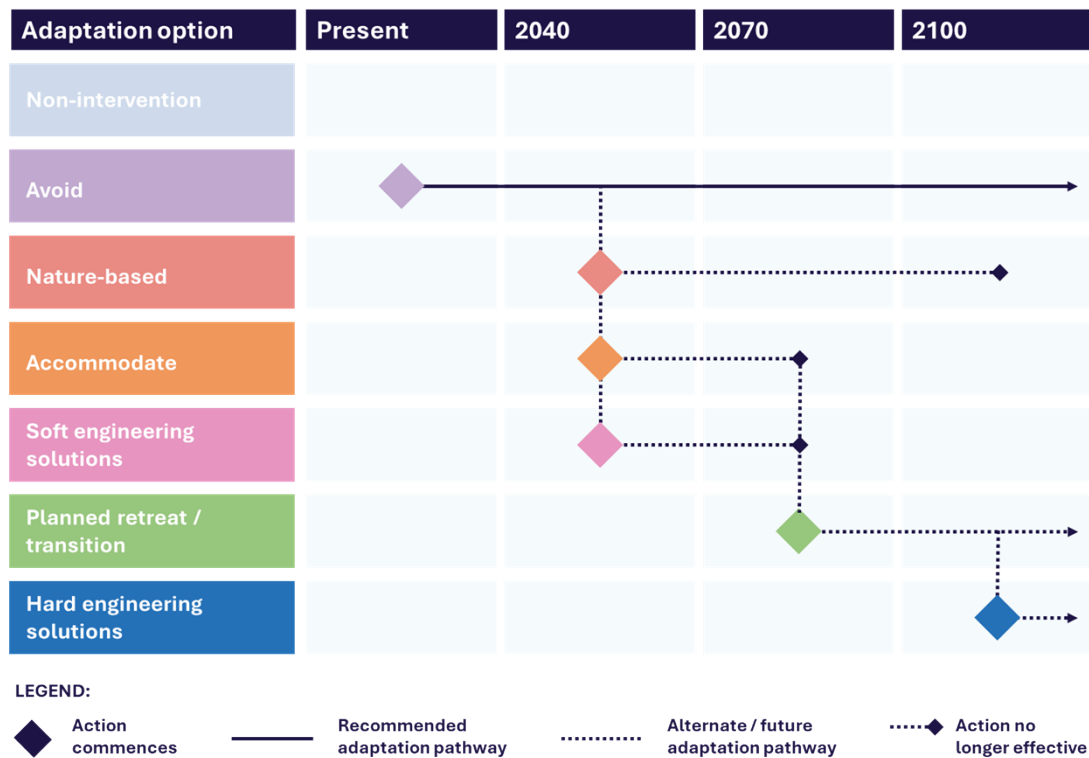 Adaptation option
Present
2040
2070
2100
Non-intervention
Avoid
Nature-based
Accommodate
Soft engineering
solutions
Planned retreat /
transition
Hard engineering
solutions
LEGEND:
Action
commences
Recommended
adaptation pathway
Alternate / future
adaptation pathway
Action no
longer effective